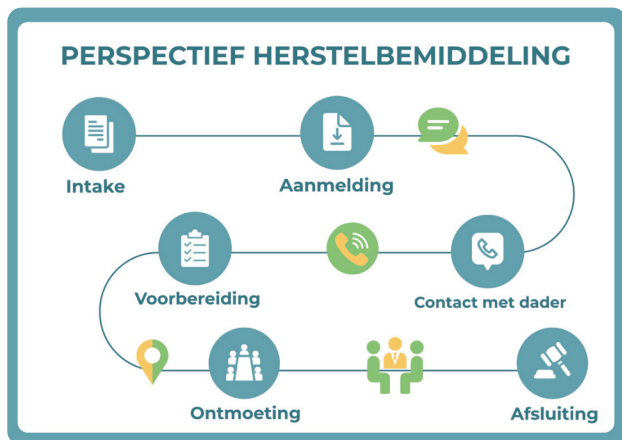 PERSPECTIEF HERSTELBEMIDDELING
Intake
Aanmelding
Contact met dader
Voorbereiding
Ontmoeting
Afsluiting